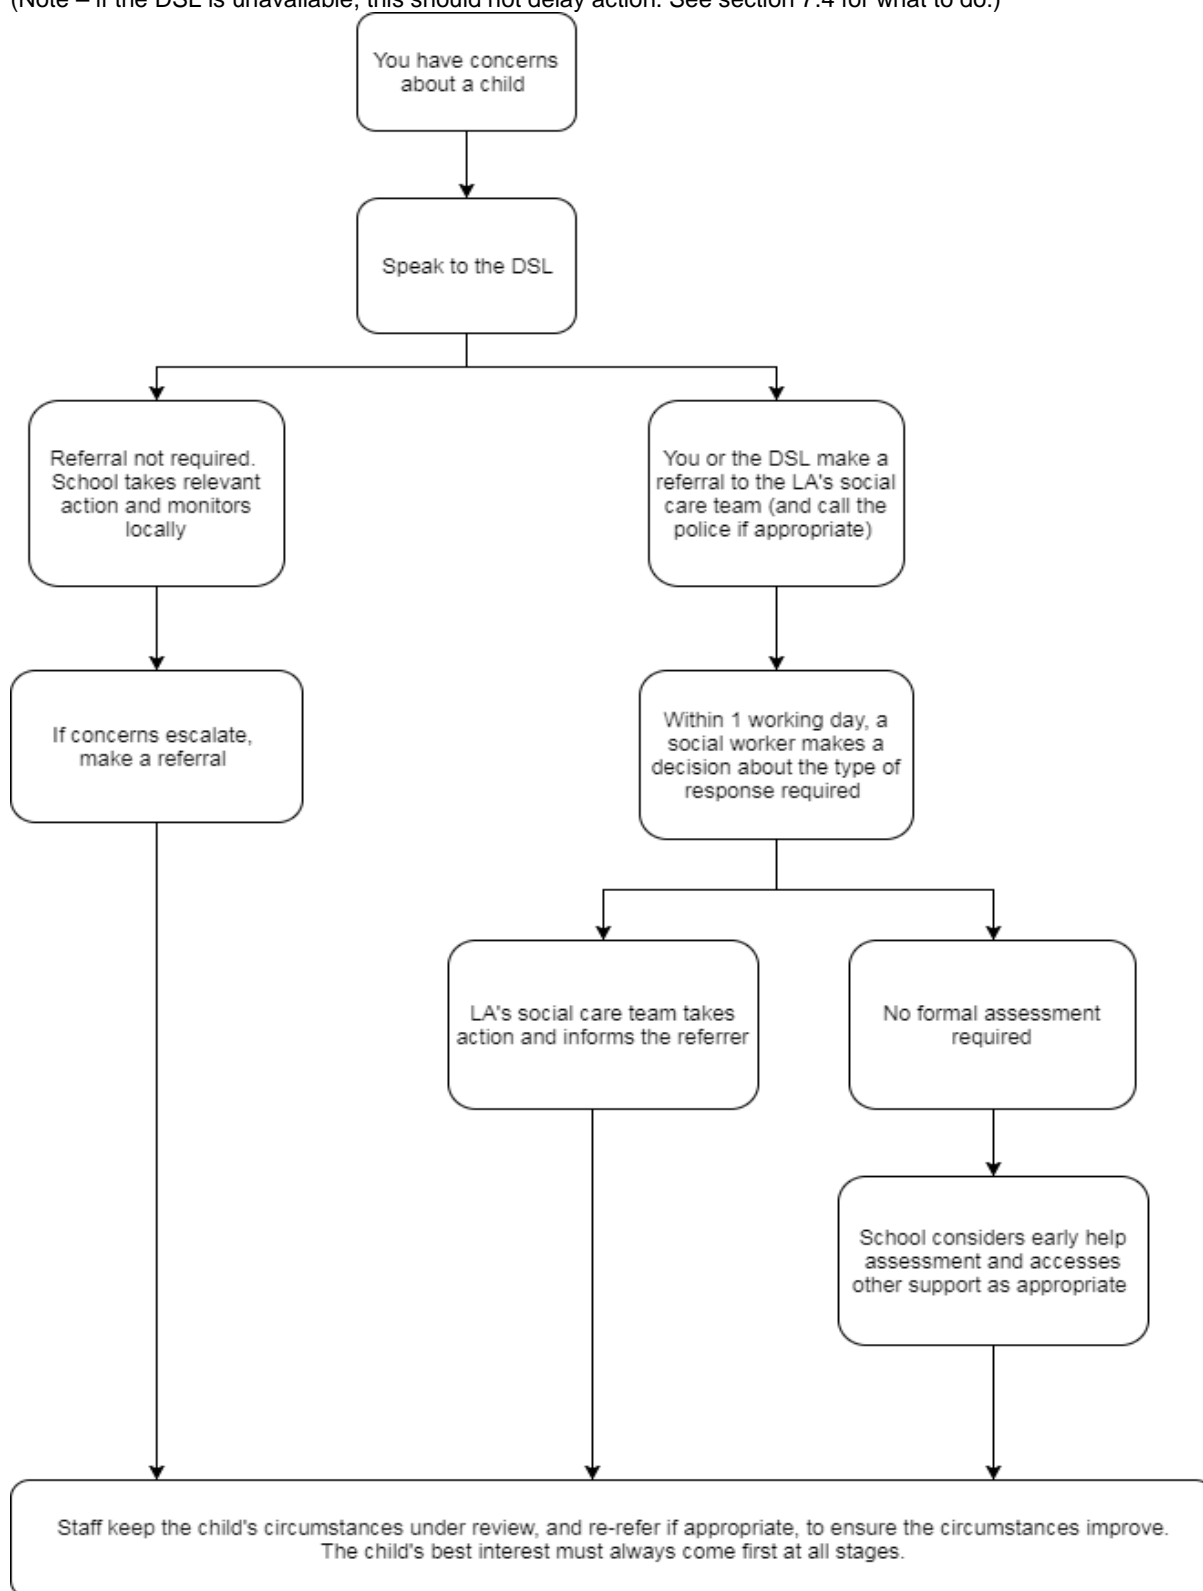 (Note – if the DSL is unavailable, this should not delay action. See section 7.4 for what to do.)
You have concerns
about a child
Speak to the DSL
Referral not required.
School takes relevant
action and monitors
locally
You or the DSL make a
referral to the LA's social
care team (and call the
police if appropriate)
If concerns escalate,
make a referral
Within 1 working day, a
social worker makes a
decision about the type of
response required
LA's social care team takes
action and informs the referrer
No formal assessment
required
School considers early help
assessment and accesses
other support as appropriate
Staff keep the child's circumstances under review, and re-refer if appropriate, to ensure the circumstances improve.
The child's best interest must always come first at all stages.